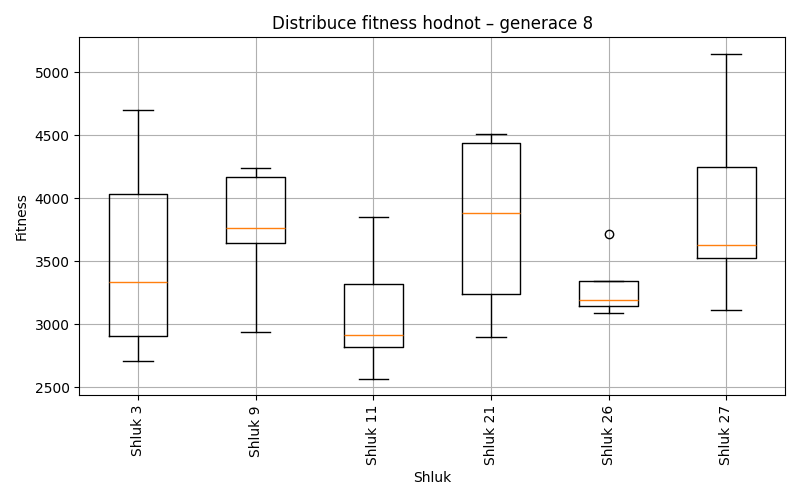 Distribuce fitness hodnot – generace 8
Fitness
5000
4500
4000
3500
3000
2500
Shluk 3
Shluk 9
Shluk 11
Shluk 21
Shluk 26
Shluk 27
Shluk